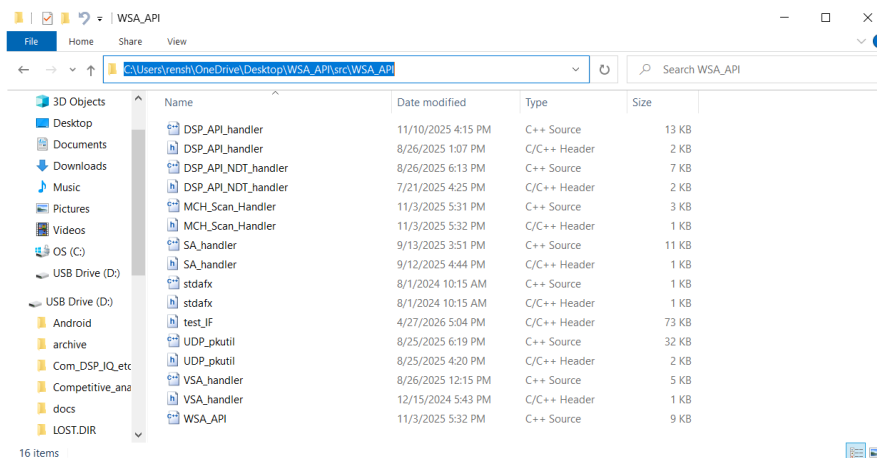 WSA_API
File Home Share View
C:\Users\rensh\OneDrive\Desktop\WSA_API\src\WSA_API
Search WSA_API
3D Objects
Desktop
Documents
Downloads
Music
Pictures
Videos
OS (C:)
USB Drive (D:)
USB Drive (D:)
Android
archive
Com_DSP_IQ_etc
Competitive_ana
docs
LOST.DIR
Name Date modified Type Size
DSP_API_handler 11/10/2025 4:15 PM C++ Source 13 KB
DSP_API_handler 8/26/2025 1:07 PM C/C++ Header 2 KB
DSP_API_NDT_handler 8/26/2025 6:13 PM C++ Source 7 KB
DSP_API_NDT_handler 7/21/2025 4:25 PM C/C++ Header 2 KB
MCH_Scan_Handler 11/3/2025 5:31 PM C++ Source 3 KB
MCH_Scan_Handler 11/3/2025 5:32 PM C/C++ Header 1 KB
SA_handler 9/13/2025 3:51 PM C++ Source 11 KB
SA_handler 9/12/2025 4:44 PM C/C++ Header 1 KB
stdafx 8/1/2024 10:15 AM C++ Source 1 KB
stdafx 8/1/2024 10:15 AM C/C++ Header 1 KB
test_IF 4/27/2026 5:04 PM C/C++ Header 73 KB
UDP_pkutil 8/25/2025 6:19 PM C++ Source 32 KB
UDP_pkutil 8/25/2025 4:20 PM C/C++ Header 2 KB
VSA_handler 8/26/2025 12:15 PM C++ Source 5 KB
VSA_handler 12/15/2024 5:43 PM C/C++ Header 1 KB
WSA_API 11/3/2025 5:32 PM C++ Source 9 KB
16 items